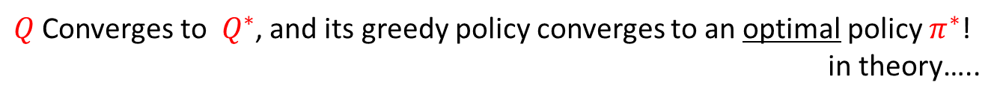 Q Converges to Q*, and its greedy policy converges to an optimal policy π*!
in theory.....